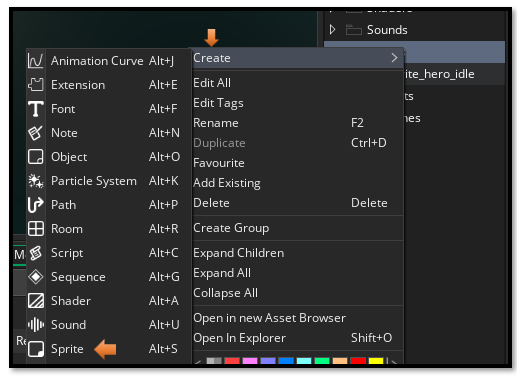 Sounds
Create
ite_hero_idle
Edit All
Edit Tags
Rename F2
Duplicate Ctrl+D
Favourite
Add Existing
Delete Delete
Create Group
Expand Children
Expand All
Collapse All
Open in new Asset Browser
Open In Explorer Shift+O
Animation Curve Alt+J
Extension Alt+E
Font Alt+F
Note Alt+N
Object Alt+O
Particle System Alt+K
Path Alt+P
Room Alt+R
Script Alt+C
Sequence Alt+G
Shader Alt+A
Sound Alt+U
Sprite Alt+S